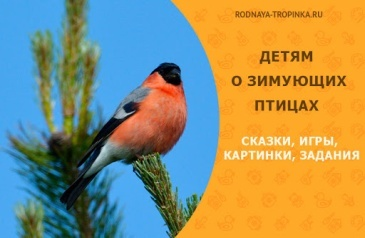 RODNAYA-TROPINKA.RU
ДЕТЯМ
О ЗИМУЮЩИХ
ПТИЦАХ
СКАЗКИ, ИГРЫ,
КАРТИНКИ, ЗАДАНИЯ